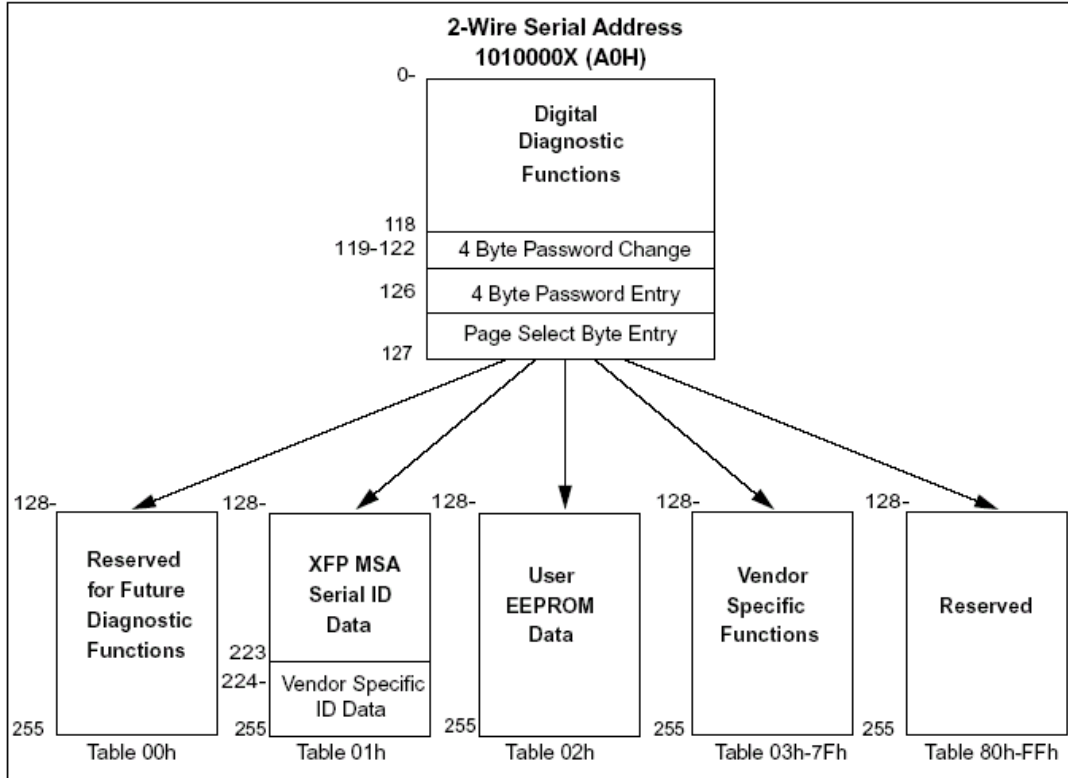 2-Wire Serial Address
1010000X (A0H)
0-
Digital
Diagnostic
Functions
118
119-122
4 Byte Password Change
126
4 Byte Password Entry
Page Select Byte Entry
127
128-
Reserved
for Future
Diagnostic
Functions
255
Table 00h
128-
XFP MSA
Serial ID
Data
223
224-
Vendor Specific
ID Data
255
Table 01h
128-
User
EEPROM
Data
255
Table 02h
128-
Vendor
Specific
Functions
255
Table 03h-7Fh
128-
Reserved
255
Table 80h-FFh